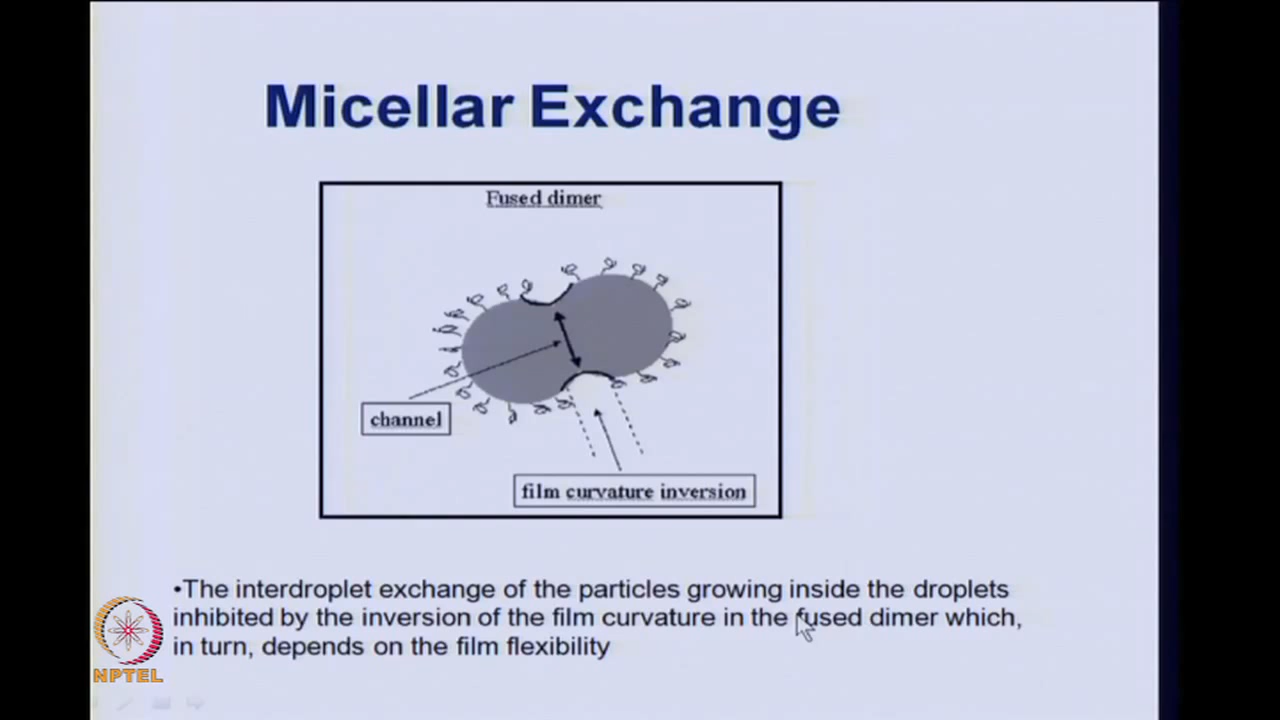 Micellar Exchange
Fused dimer
channel
film curvature inversion
•The interdroplet exchange of the particles growing inside the droplets
inhibited by the inversion of the film curvature in the fused dimer which,
in turn, depends on the film flexibility
NPTEL